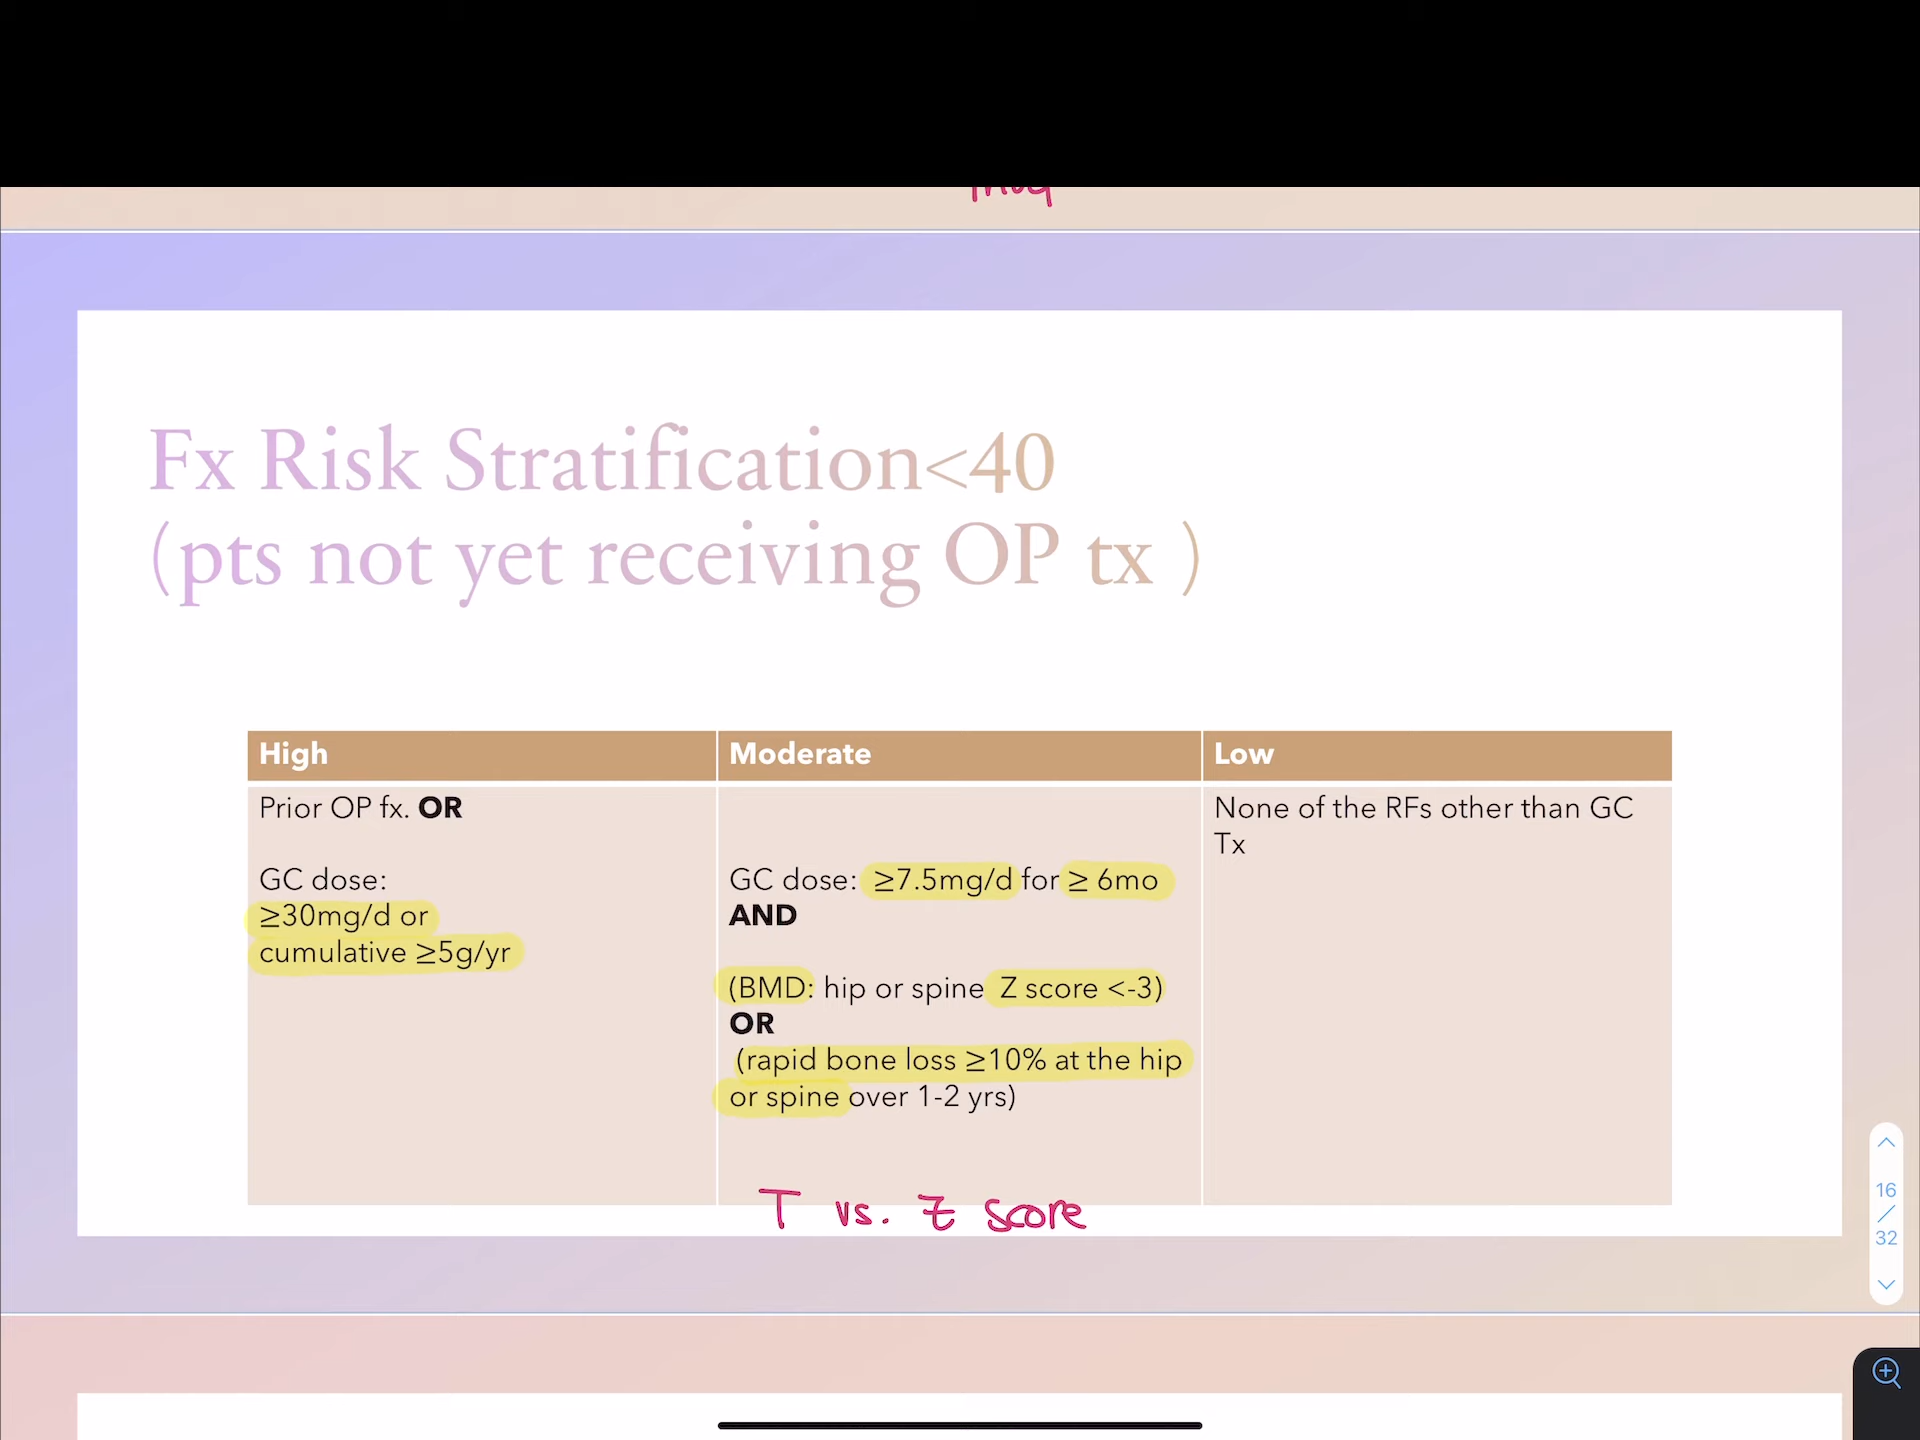 Fx Risk Stratification<40
(pts not yet receiving OP tx )
High
Moderate
Low
Prior OP fx. OR
GC dose:
≥30mg/d or
cumulative ≥5g/yr
GC dose: ≥7.5mg/d for ≥ 6mo
AND
(BMD: hip or spine Z score <-3)
OR
(rapid bone loss ≥10% at the hip
or spine over 1-2 yrs)
None of the RFs other than GC
Tx
T vs. Z score
16
/
32